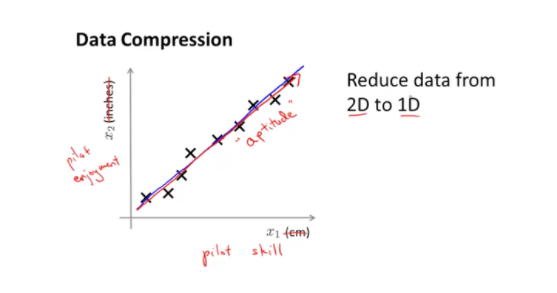 Data Compression
Reduce data from
2D to 1D
x₂ (inches)
pilot
enjoyment
"aptitude"
x₁ (cm)
pilot skill